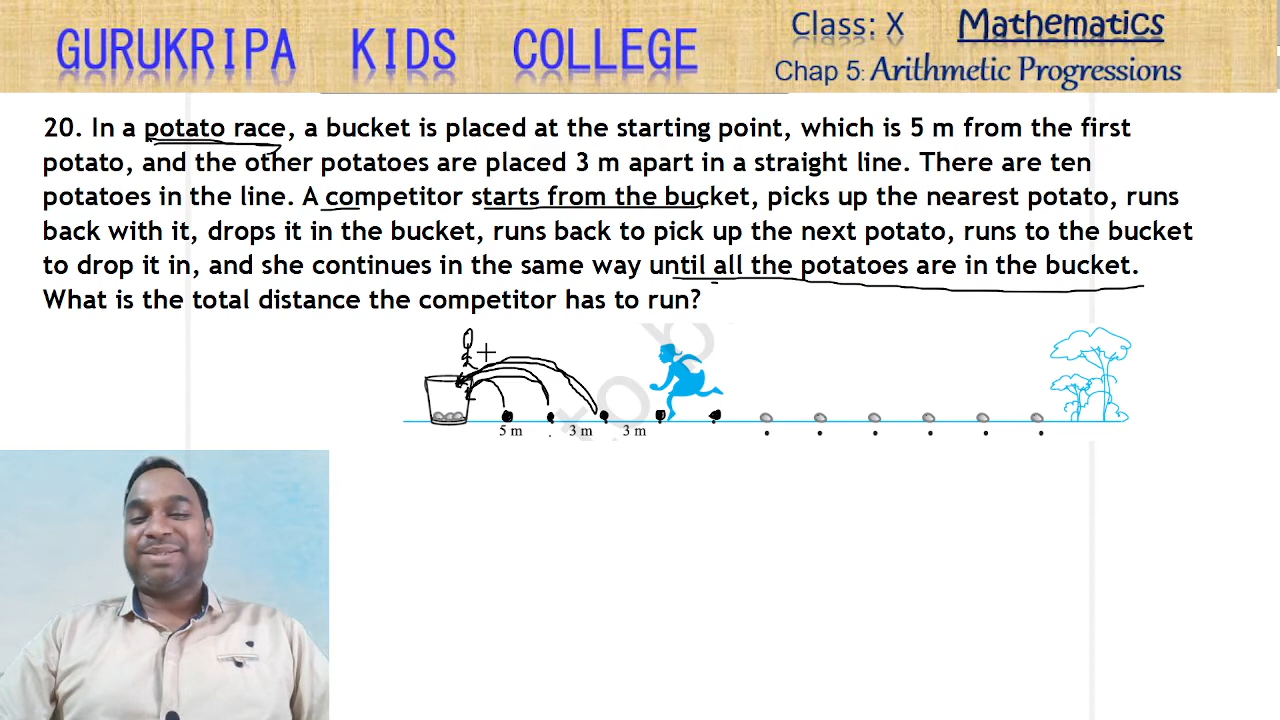 GURUKRIPA KIDS COLLEGE
Class: X Mathematics
Chap 5: Arithmetic Progressions
20. In a potato race, a bucket is placed at the starting point, which is 5 m from the first
potato, and the other potatoes are placed 3 m apart in a straight line. There are ten
potatoes in the line. A competitor starts from the bucket, picks up the nearest potato, runs
back with it, drops it in the bucket, runs back to pick up the next potato, runs to the bucket
to drop it in, and she continues in the same way until all the potatoes are in the bucket.
What is the total distance the competitor has to run?
5 m 3 m 3 m